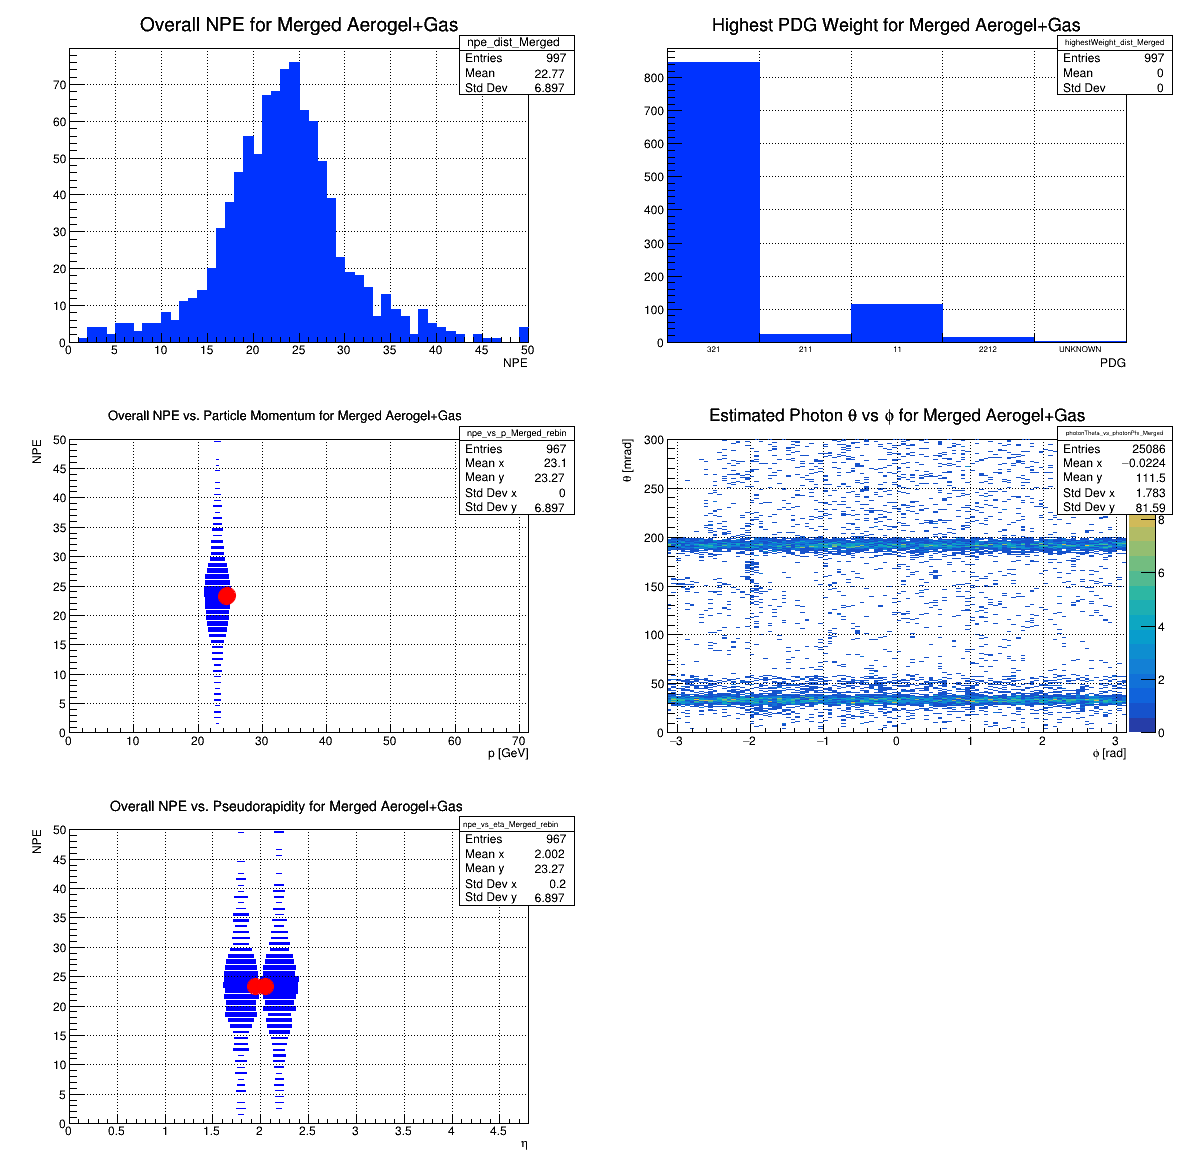 Overall NPE for Merged Aerogel+Gas
npe_dist_Merged
Entries 997
Mean 22.77
Std Dev 6.897
70
60
50
40
30
20
10
0
0 5 10 15 20 25 30 35 40 45 50
NPE
Highest PDG Weight for Merged Aerogel+Gas
highestWeight_dist_Merged
Entries 997
Mean 0
Std Dev 0
800
700
600
500
400
300
200
100
0
321 211 11 2212 UNKNOWN
PDG
Overall NPE vs. Particle Momentum for Merged Aerogel+Gas
npe_vs_p_Merged_rebin
Entries 967
Mean x 23.1
Mean y 23.27
Std Dev x 0
Std Dev y 6.897
NPE
50
45
40
35
30
25
20
15
10
5
0
0 10 20 30 40 50 60 70
p [GeV]
Estimated Photon θ vs ϕ for Merged Aerogel+Gas
photonTheta_vs_photonPhi_Merged
Entries 25086
Mean x −0.0224
Mean y 111.5
Std Dev x 1.783
Std Dev y 81.59
θ [mrad]
300
250
200
150
100
50
0
−3 −2 −1 0 1 2 3
ϕ [rad]
8
6
4
2
0
Overall NPE vs. Pseudorapidity for Merged Aerogel+Gas
npe_vs_eta_Merged_rebin
Entries 967
Mean x 2.002
Mean y 23.27
Std Dev x 0.2
Std Dev y 6.897
NPE
50
45
40
35
30
25
20
15
10
5
0
0 0.5 1 1.5 2 2.5 3 3.5 4 4.5
η